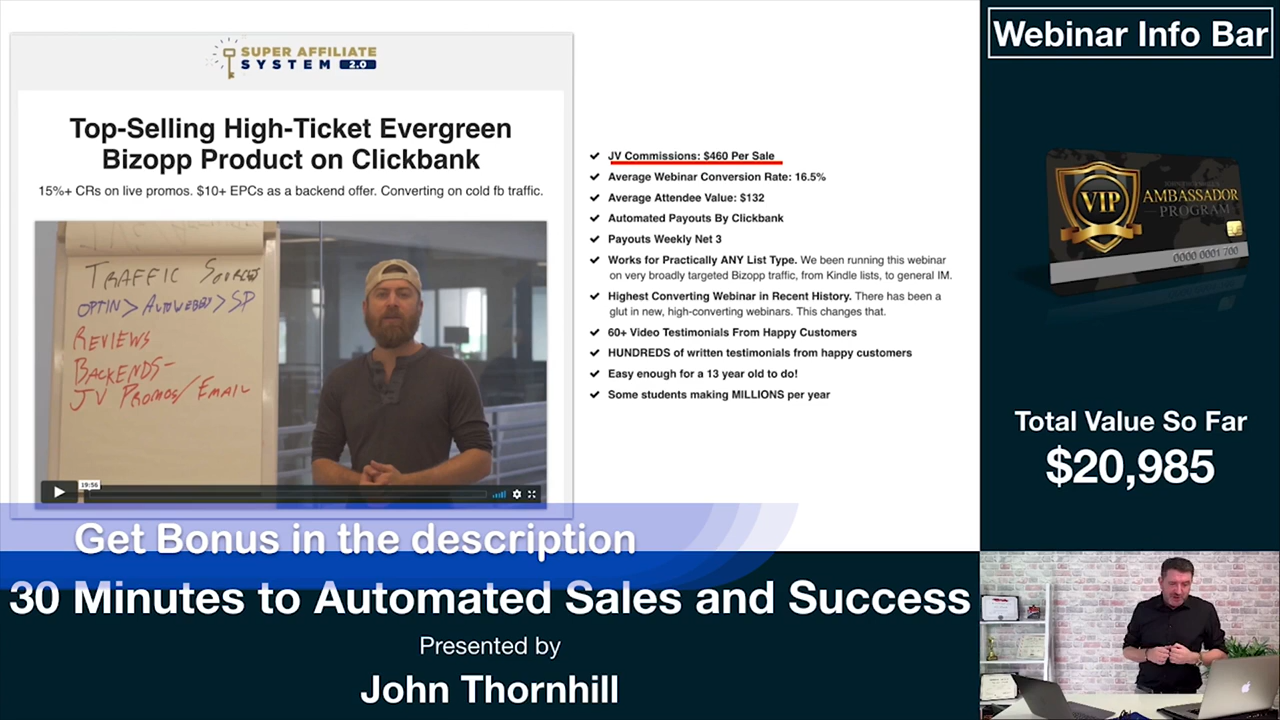 SUPER AFFILIATE
SYSTEM 2.0
Top-Selling High-Ticket Evergreen
Bizopp Product on Clickbank
15%+ CRs on live promos. $10+ EPCs as a backend offer. Converting on cold fb traffic.
TRAFFIC SOURCES
OPTIN > AUTOWEBBY > SP
REVIEWS
BACKENDS-
JV PROMOS/EMAIL
19:56
JV Commissions: $460 Per Sale
Average Webinar Conversion Rate: 16.5%
Average Attendee Value: $132
Automated Payouts By Clickbank
Payouts Weekly Net 3
Works for Practically ANY List Type. We been running this webinar
on very broadly targeted Bizopp traffic, from Kindle lists, to general IM.
Highest Converting Webinar in Recent History. There has been a
glut in new, high-converting webinars. This changes that.
60+ Video Testimonials From Happy Customers
HUNDREDS of written testimonials from happy customers
Easy enough for a 13 year old to do!
Some students making MILLIONS per year
Get Bonus in the description
30 Minutes to Automated Sales and Success
Presented by
John Thornhill
Webinar Info Bar
VIP
AMBASSADOR
PROGRAM
0000 0001 700
Total Value So Far
$20,985